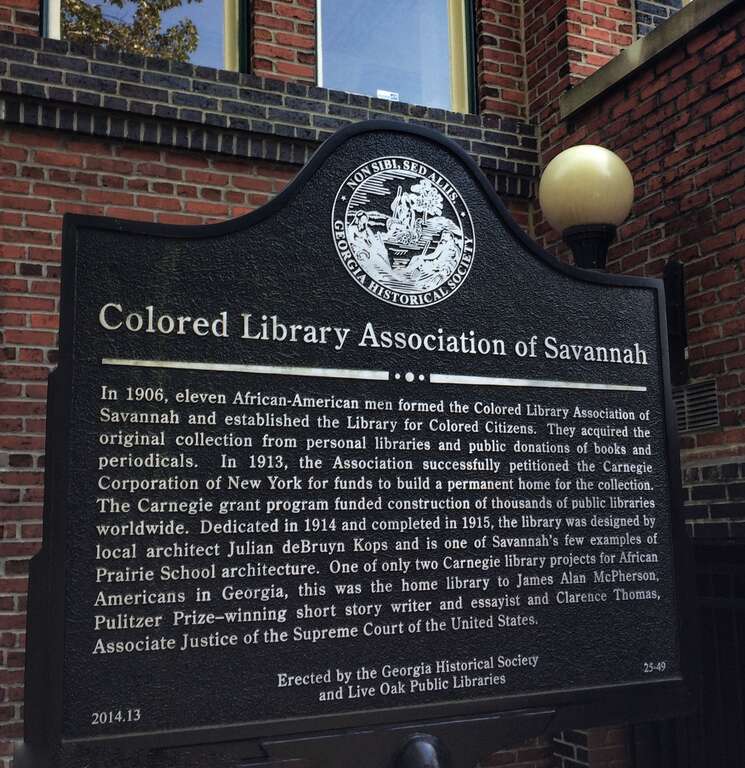 NON SIBI, SED ALIIS
GEORGIA HISTORICAL SOCIETY
Colored Library Association of Savannah
In 1906, eleven African-American men formed the Colored Library Association of
Savannah and established the Library for Colored Citizens. They acquired the
original collection from personal libraries and public donations of books and
periodicals. In 1913, the Association successfully petitioned the Carnegie
Corporation of New York for funds to build a permanent home for the collection.
The Carnegie grant program funded construction of thousands of public libraries
worldwide. Dedicated in 1914 and completed in 1915, the library was designed by
local architect Julian deBruyn Kops and is one of Savannah's few examples of
Prairie School architecture. One of only two Carnegie library projects for African
Americans in Georgia, this was the home library to James Alan McPherson,
Pulitzer Prize–winning short story writer and essayist and Clarence Thomas,
Associate Justice of the Supreme Court of the United States.
Erected by the Georgia Historical Society
and Live Oak Public Libraries
25-49
2014.13